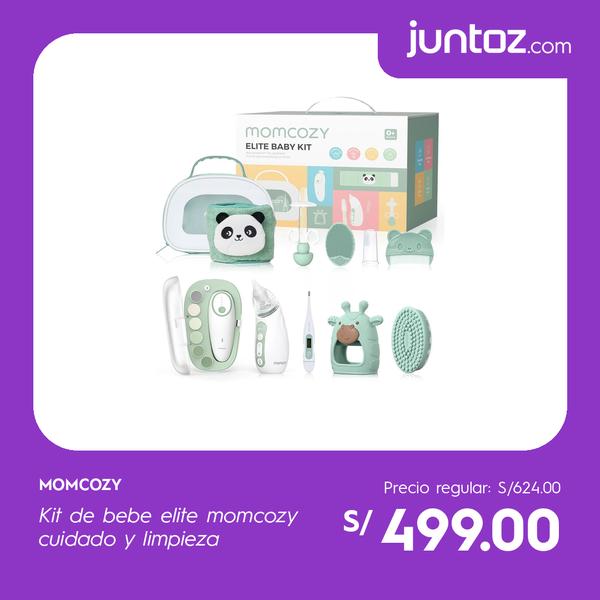 juntoz.com
momcozy
ELITE BABY KIT
0+
momcozy
MOMCOZY
Kit de bebe elite momcozy
cuidado y limpieza
Precio regular: S/624.00
S/ 499.00